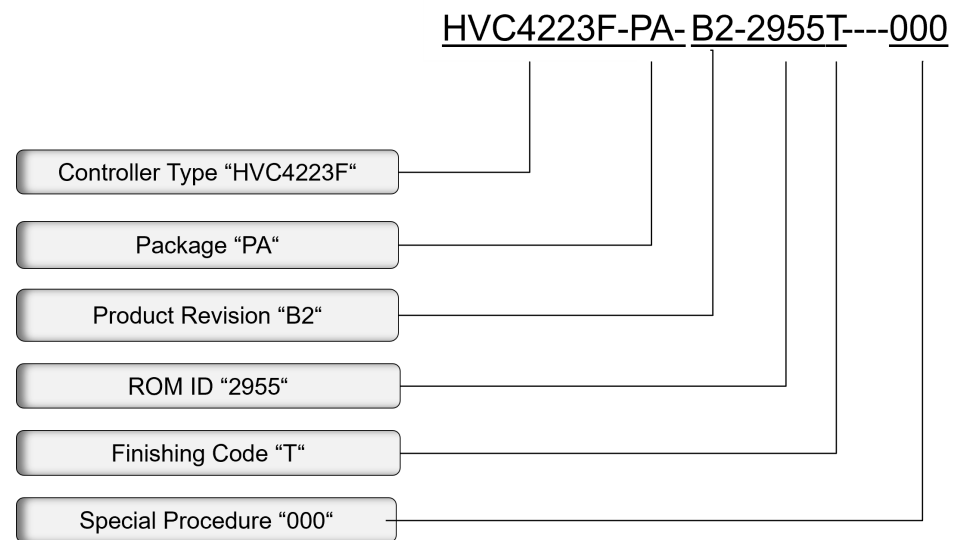 HVC4223F-PA-B2-2955T----000
Controller Type “HVC4223F“
Package “PA“
Product Revision “B2“
ROM ID “2955“
Finishing Code “T“
Special Procedure “000“